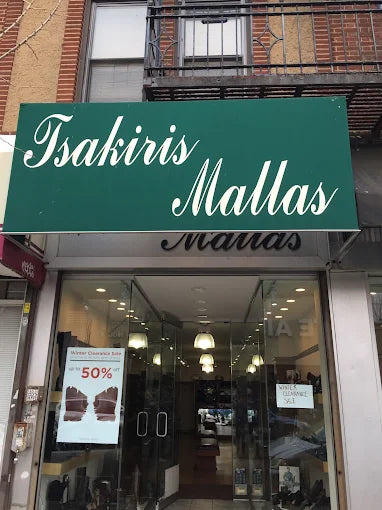 Tsakiris
Mallas
Mallas
Winter Clearance Sale
up to 50% off
WINTER
CLEARANCE
SALE